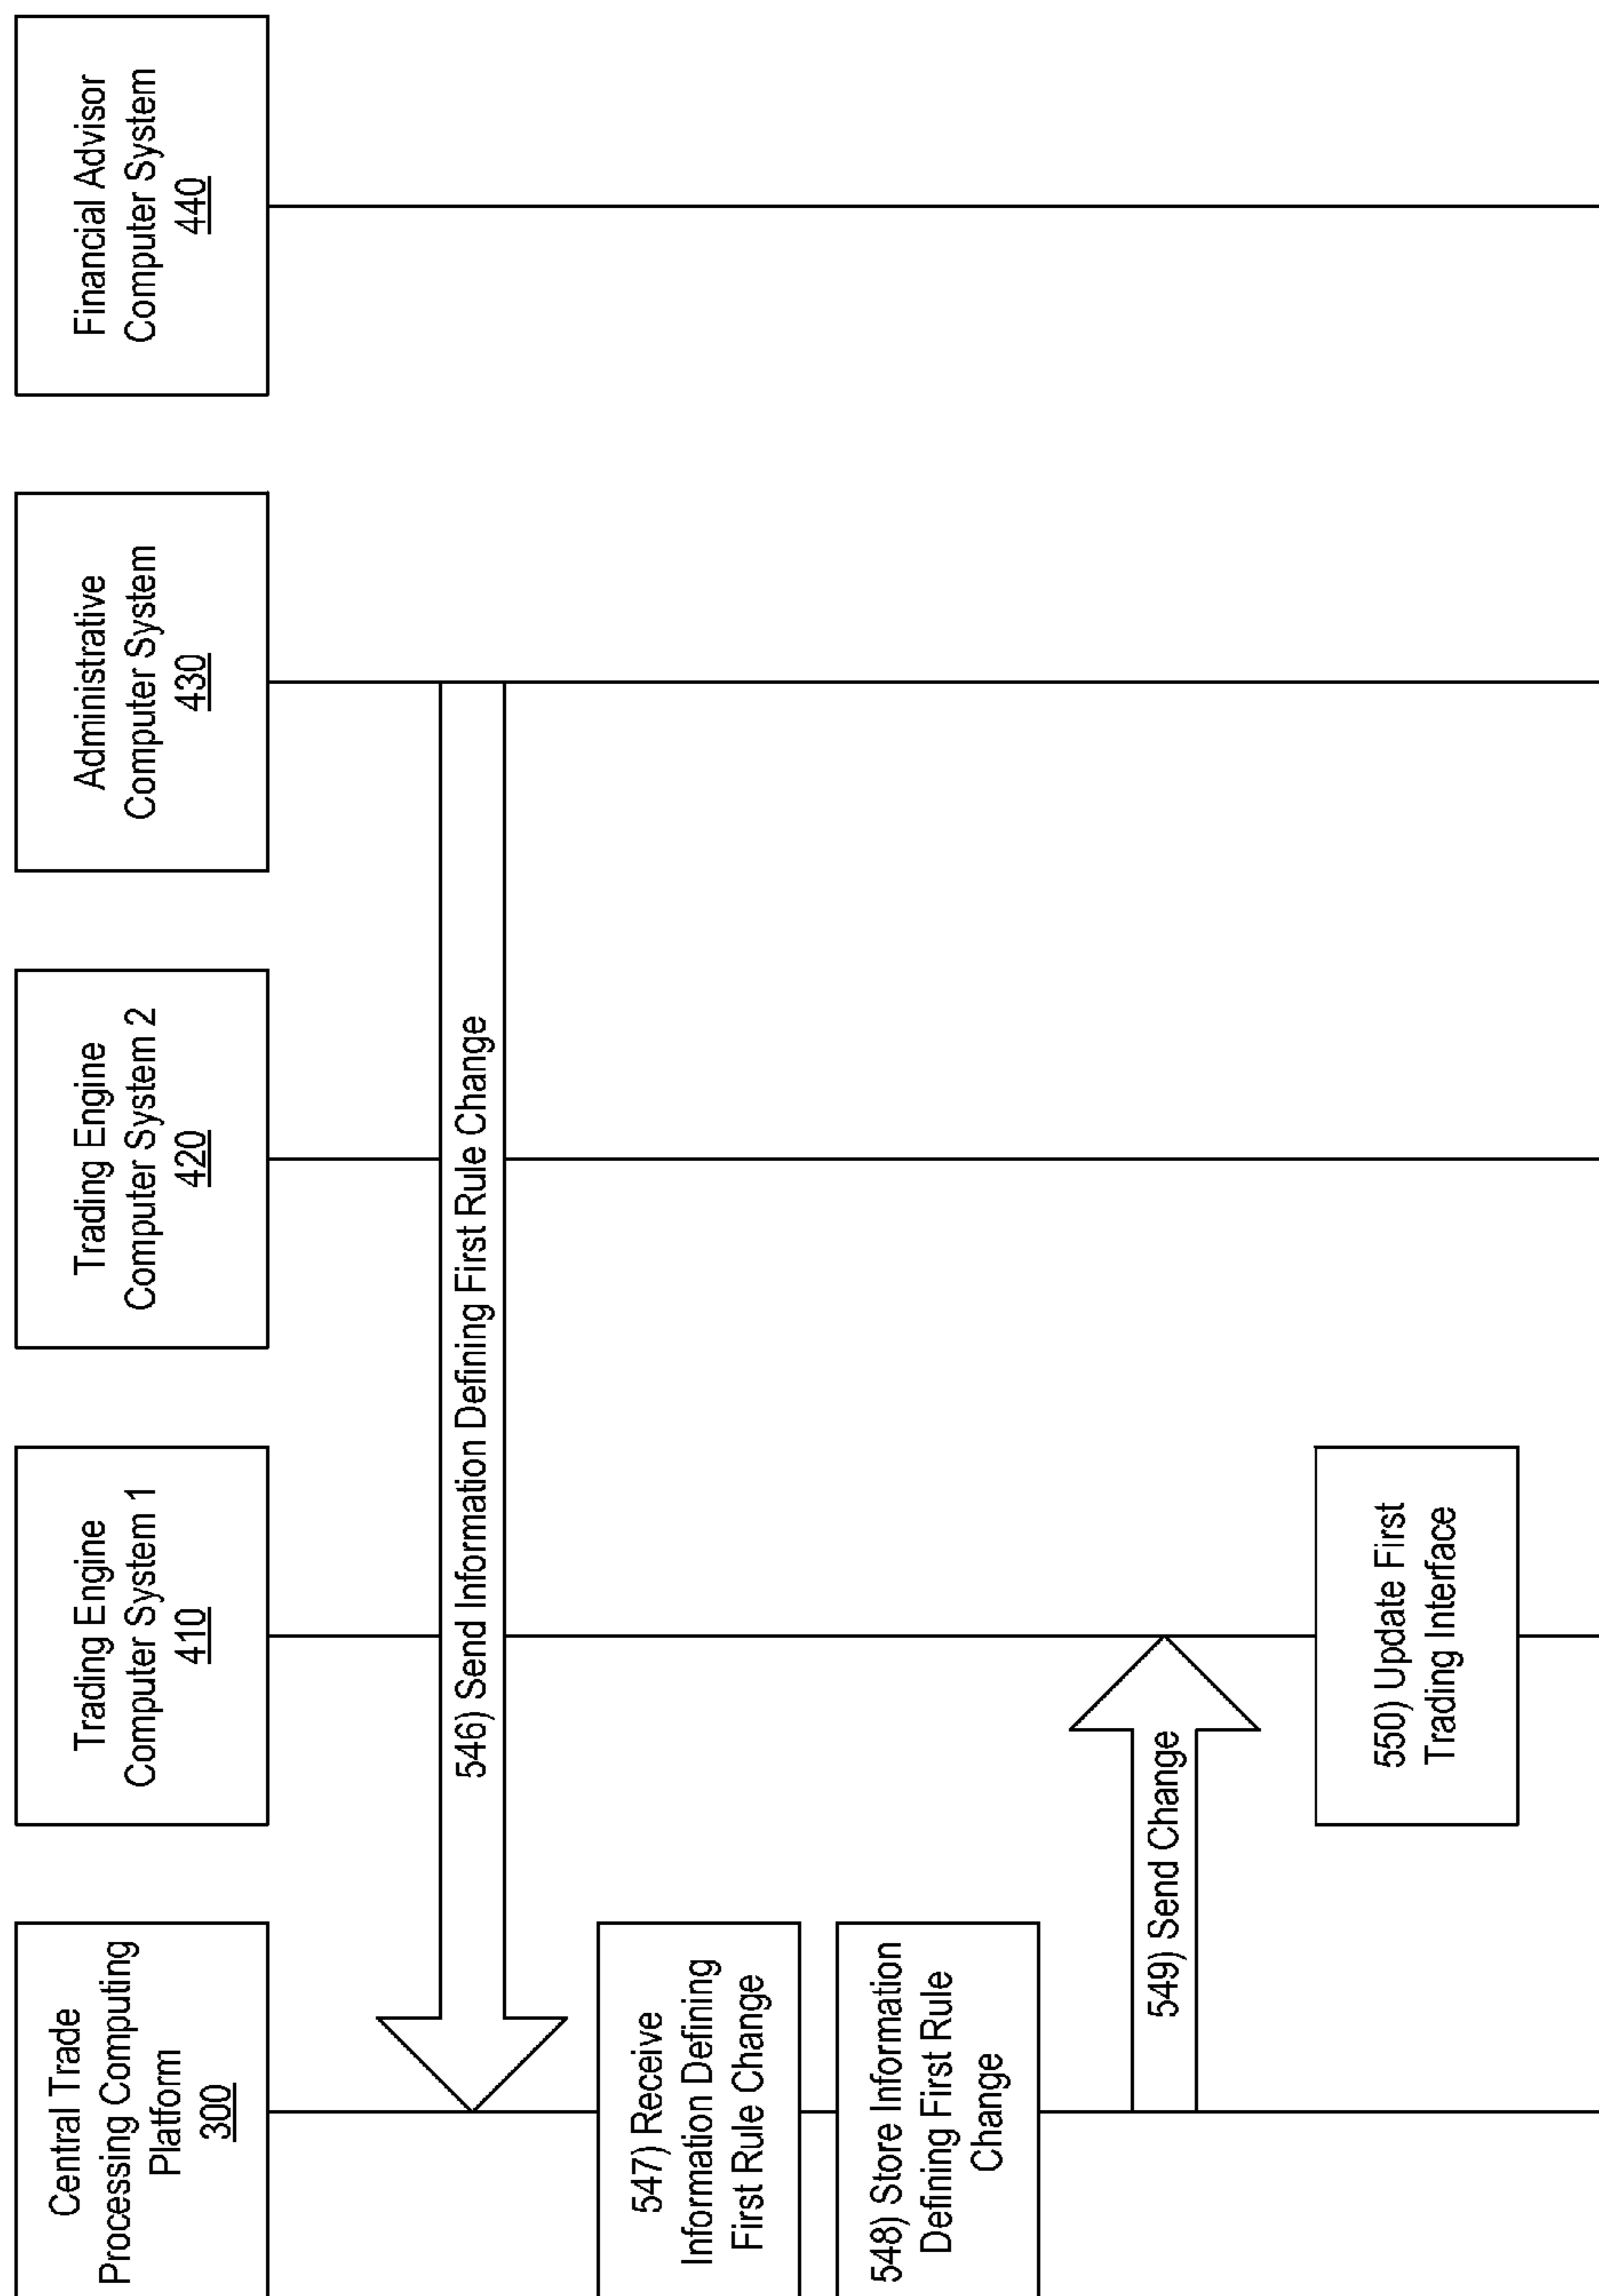 Central Trade
Processing Computing
Platform
300
Trading Engine
Computer System 1
410
Trading Engine
Computer System 2
420
Administrative
Computer System
430
Financial Advisor
Computer System
440
546) Send Information Defining First Rule Change
547) Receive
Information Defining
First Rule Change
548) Store Information
Defining First Rule
Change
549) Send Change
550) Update First
Trading Interface